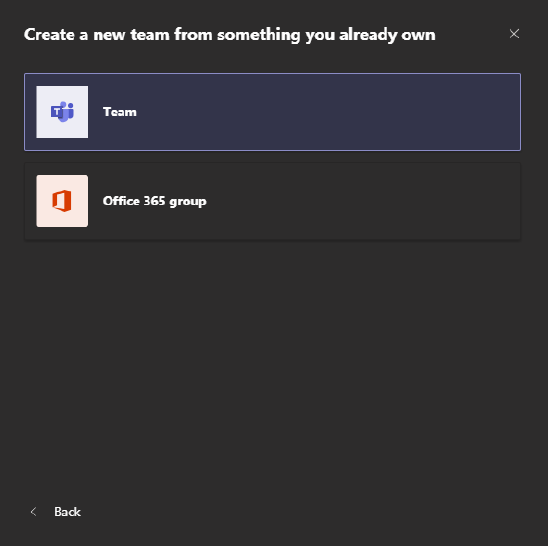 Create a new team from something you already own
Team
Office 365 group
Back